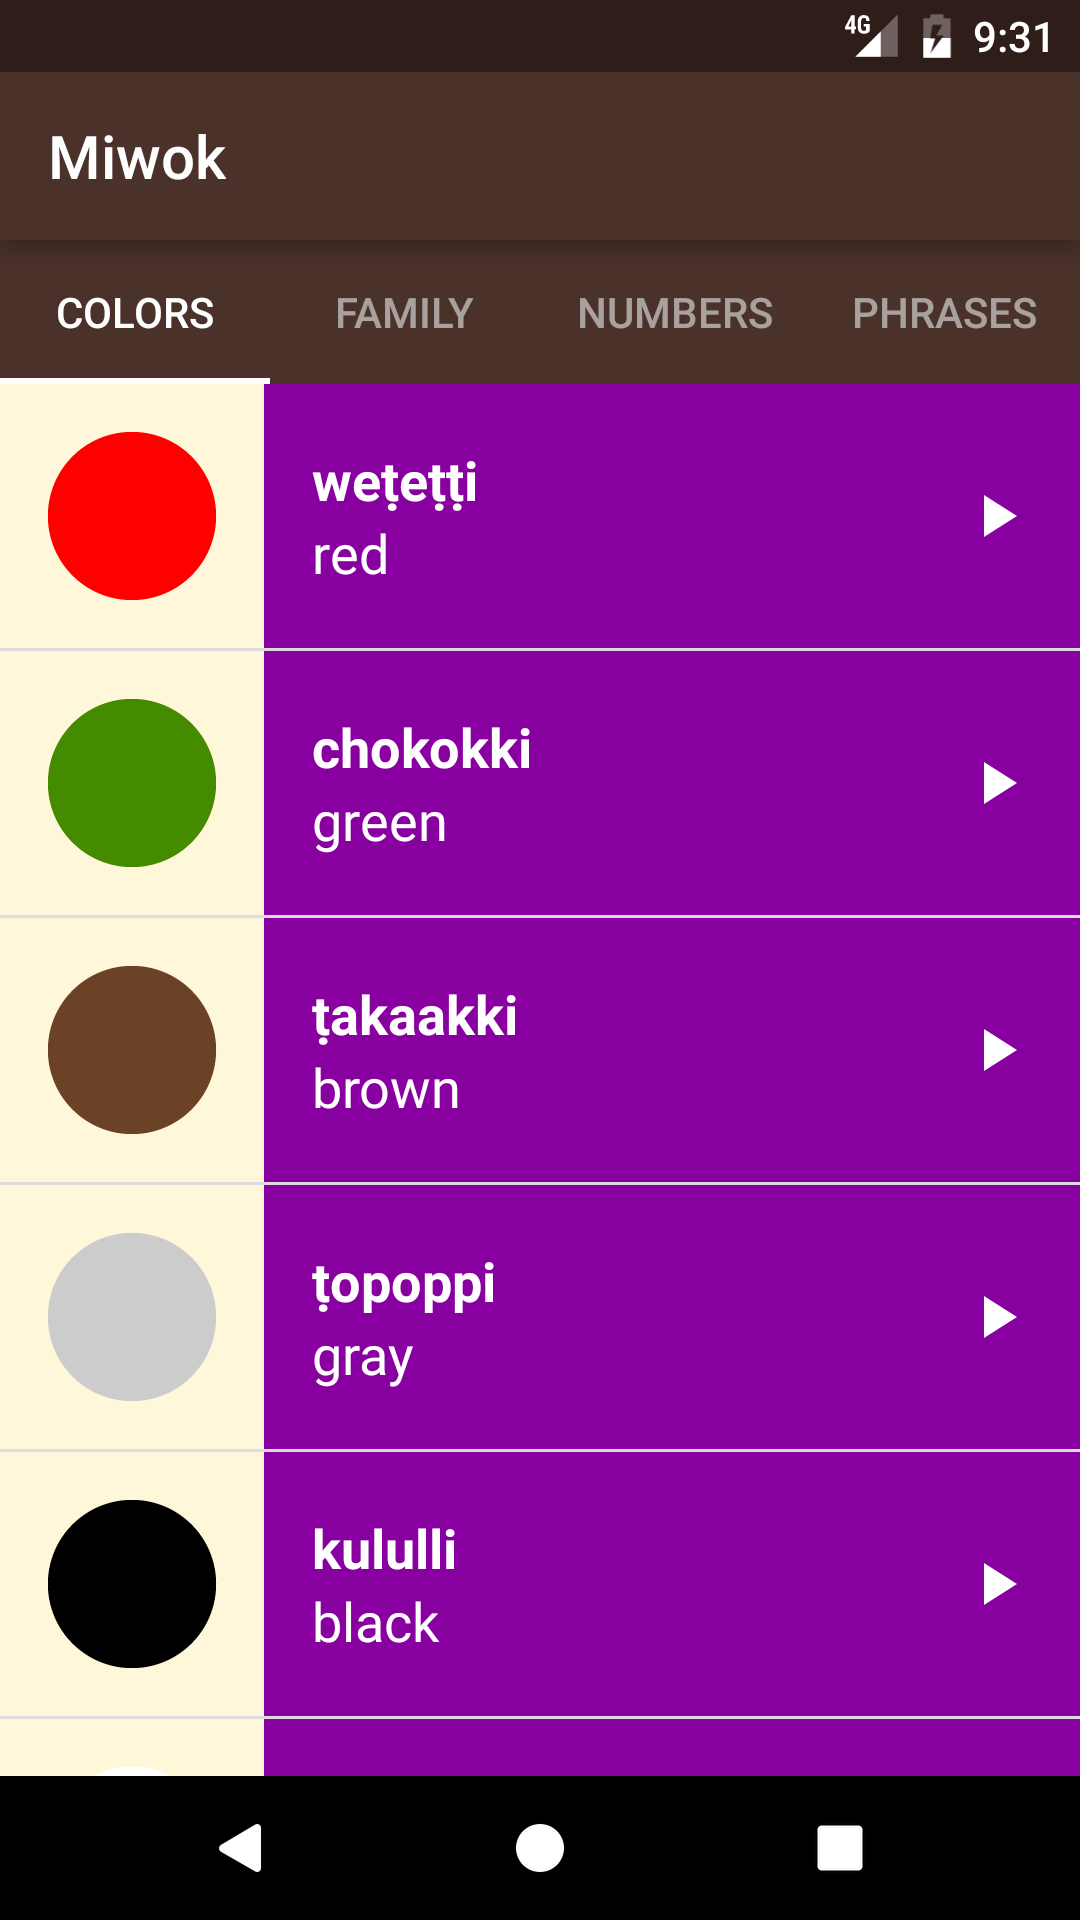 4G 9:31
Miwok
COLORS FAMILY NUMBERS PHRASES
weṭeṭṭi
red
chokokki
green
ṭakaakki
brown
ṭopoppi
gray
kululli
black